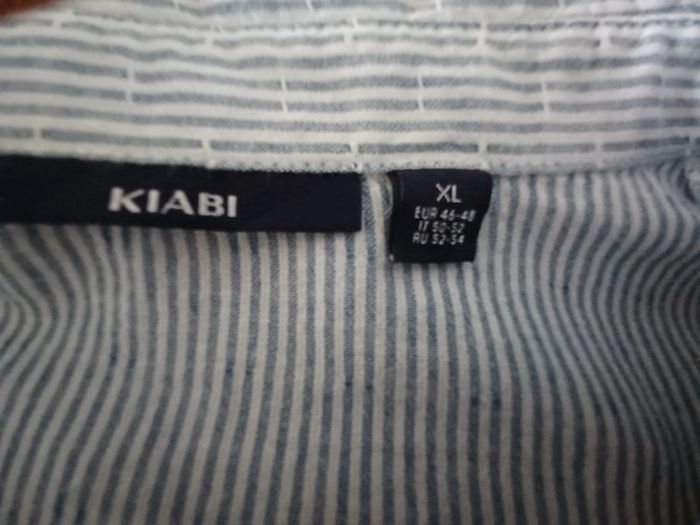 KIABI
XL
EUR 46-48
IT 50-52
RU 52-54